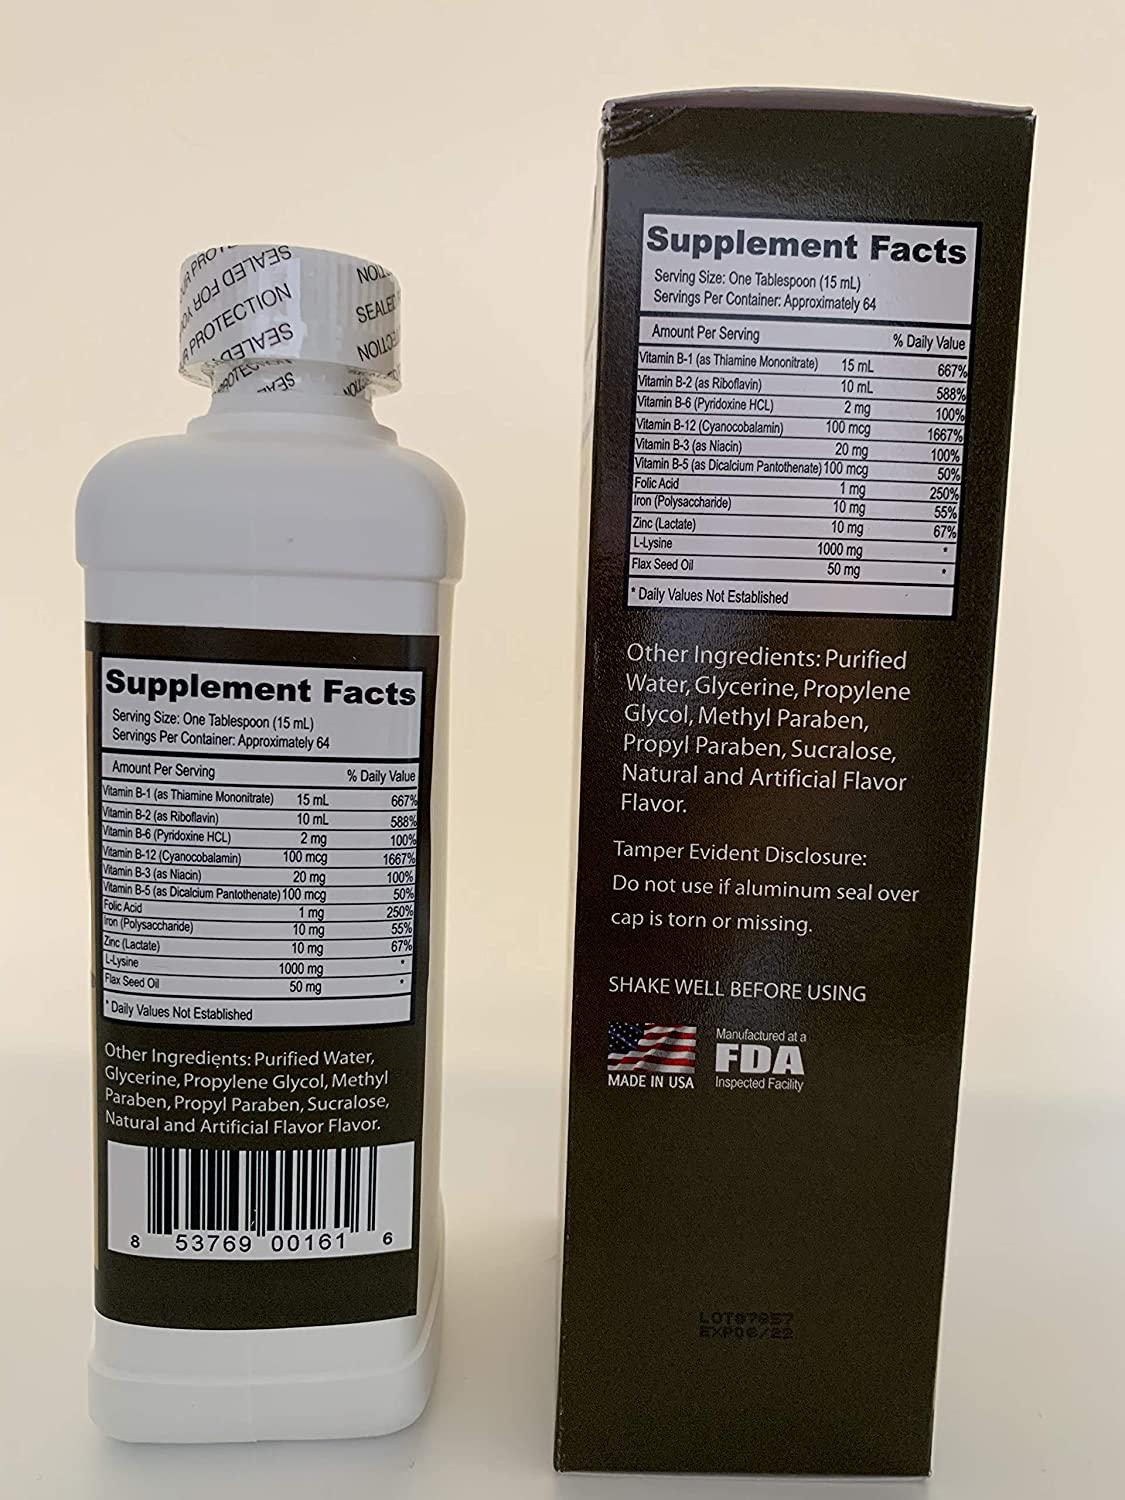 SEALED FOR YOUR PROTECTION
SEALED
Supplement Facts
Serving Size: One Tablespoon (15 mL)
Servings Per Container: Approximately 64
Amount Per Serving % Daily Value
Vitamin B-1 (as Thiamine Mononitrate) 15 mL 667%
Vitamin B-2 (as Riboflavin) 10 mL 588%
Vitamin B-6 (Pyridoxine HCL) 2 mg 100%
Vitamin B-12 (Cyanocobalamin) 100 mcg 1667%
Vitamin B-3 (as Niacin) 20 mg 100%
Vitamin B-5 (as Dicalcium Pantothenate) 100 mcg 50%
Folic Acid 1 mg 250%
Iron (Polysaccharide) 10 mg 55%
Zinc (Lactate) 10 mg 67%
L-Lysine 1000 mg *
Flax Seed Oil 50 mg *
* Daily Values Not Established
Other Ingredients: Purified Water,
Glycerine, Propylene Glycol, Methyl
Paraben, Propyl Paraben, Sucralose,
Natural and Artificial Flavor Flavor.
8 53769 00161 6
Supplement Facts
Serving Size: One Tablespoon (15 mL)
Servings Per Container: Approximately 64
Amount Per Serving % Daily Value
Vitamin B-1 (as Thiamine Mononitrate) 15 mL 667%
Vitamin B-2 (as Riboflavin) 10 mL 588%
Vitamin B-6 (Pyridoxine HCL) 2 mg 100%
Vitamin B-12 (Cyanocobalamin) 100 mcg 1667%
Vitamin B-3 (as Niacin) 20 mg 100%
Vitamin B-5 (as Dicalcium Pantothenate) 100 mcg 50%
Folic Acid 1 mg 250%
Iron (Polysaccharide) 10 mg 55%
Zinc (Lactate) 10 mg 67%
L-Lysine 1000 mg *
Flax Seed Oil 50 mg *
* Daily Values Not Established
Other Ingredients: Purified
Water, Glycerine, Propylene
Glycol, Methyl Paraben,
Propyl Paraben, Sucralose,
Natural and Artificial Flavor
Flavor.
Tamper Evident Disclosure:
Do not use if aluminum seal over
cap is torn or missing.
SHAKE WELL BEFORE USING
MADE IN USA
Manufactured at a
FDA
Inspected Facility
LOT#7857
EXP06/22